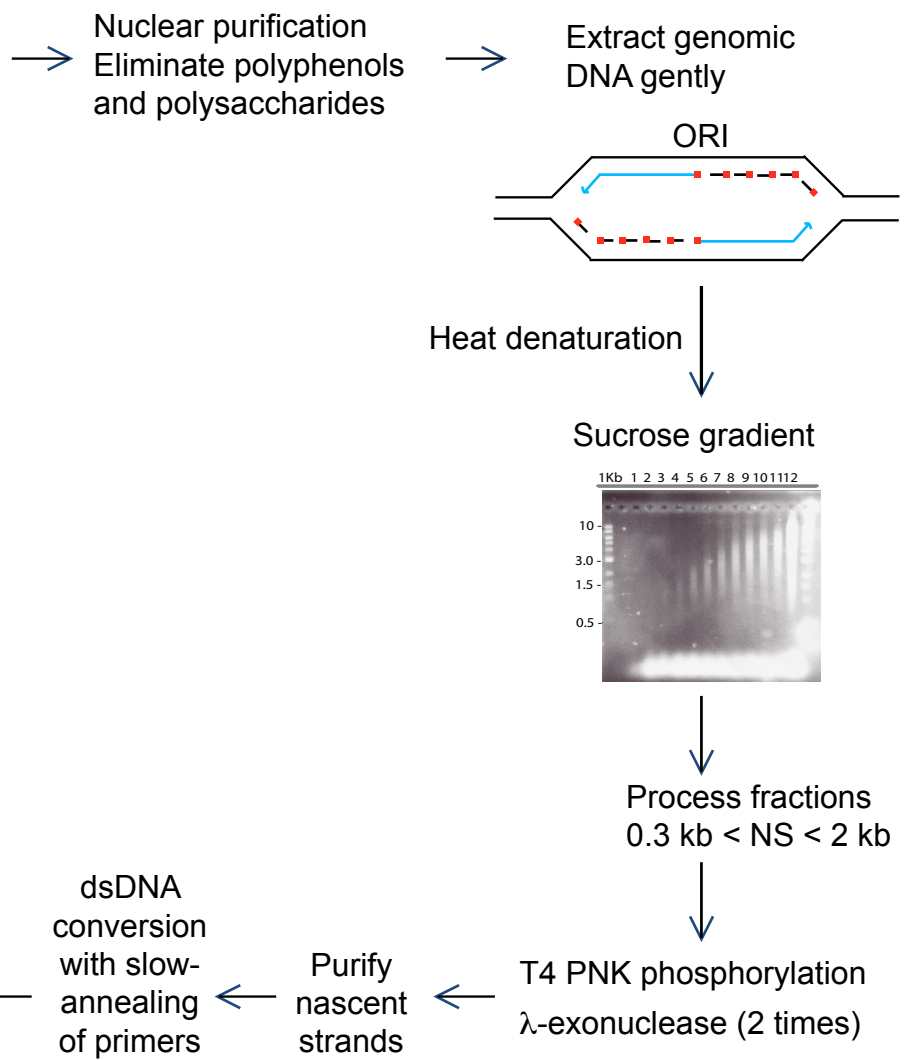 Nuclear purification
Eliminate polyphenols
and polysaccharides
Extract genomic
DNA gently
ORI
Heat denaturation
Sucrose gradient
1Kb 1 2 3 4 5 6 7 8 9 10 11 12
10 -
3.0 -
1.5 -
0.5 -
Process fractions
0.3 kb < NS < 2 kb
T4 PNK phosphorylation
λ-exonuclease (2 times)
Purify
nascent
strands
dsDNA
conversion
with slow-
annealing
of primers